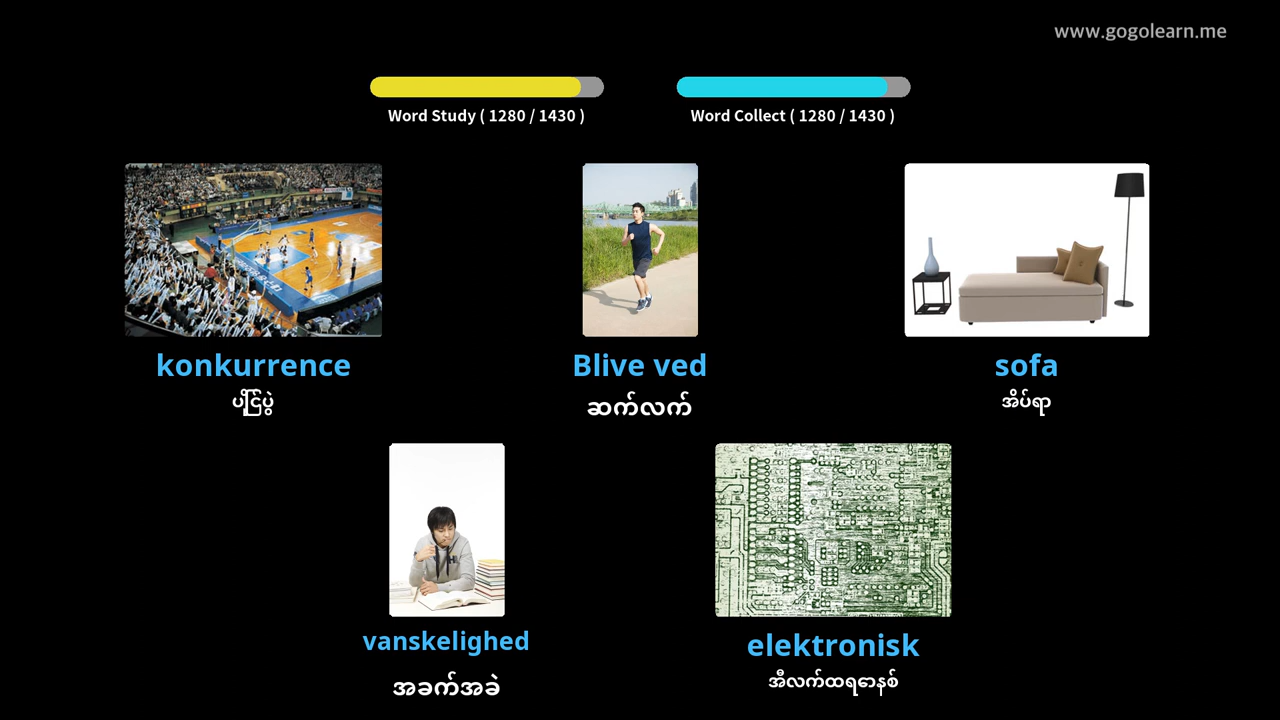 www.gogolearn.me
Word Study ( 1280 / 1430 )
Word Collect ( 1280 / 1430 )
konkurrence
ပြိုင်ပွဲ
Blive ved
ဆက်လက်
sofa
အိပ်ရာ
vanskelighed
အခက်အခဲ
elektronisk
အီလက်ထရောနစ်